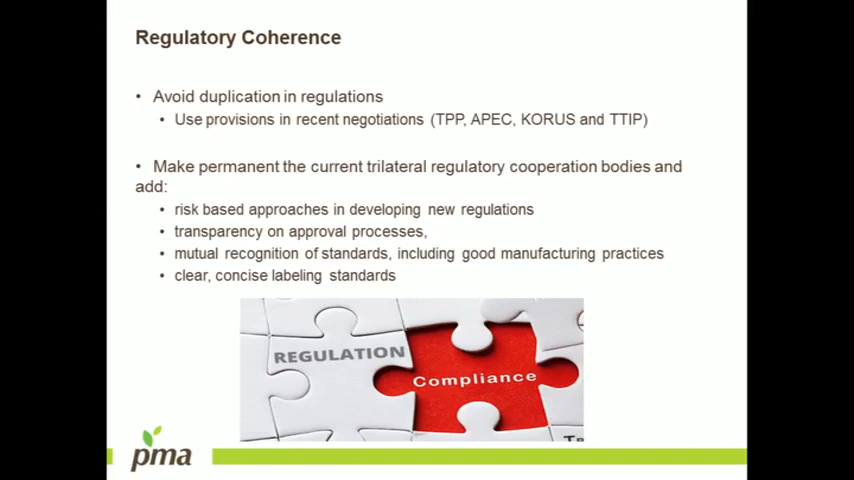 Regulatory Coherence
• Avoid duplication in regulations
• Use provisions in recent negotiations (TPP, APEC, KORUS and TTIP)
• Make permanent the current trilateral regulatory cooperation bodies and
add:
• risk based approaches in developing new regulations
• transparency on approval processes,
• mutual recognition of standards, including good manufacturing practices
• clear, concise labeling standards
REGULATION
Compliance
pma